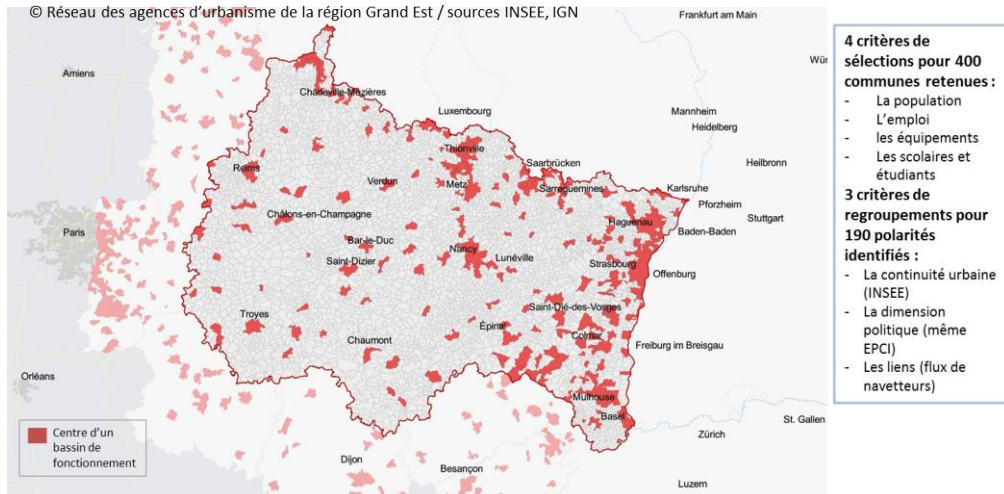 © Réseau des agences d'urbanisme de la région Grand Est / sources INSEE, IGN
Frankfurt am Main
Wür
Amiens
Charleville-Mézières
Luxembourg
Mannheim
Heidelberg
Thionville
Saarbrücken
Heilbronn
Reims
Verdun
Metz
Sarreguemines
Karlsruhe
Pforzheim
Châlons-en-Champagne
Haguenau
Stuttgart
Paris
Baden-Baden
Bar-le-Duc
Nancy
Saint-Dizier
Lunéville
Strasbourg
Offenburg
Saint-Dié-des-Vosges
Troyes
Épinal
Colmar
Chaumont
Freiburg im Breisgau
Orléans
Mulhouse
Basel
St. Gallen
Zürich
Dijon
Besançon
Luzern
Centre d'un
bassin de
fonctionnement
4 critères de
sélections pour 400
communes retenues :
- La population
- L'emploi
- les équipements
- Les scolaires et
étudiants
3 critères de
regroupements pour
190 polarités
identifiés :
- La continuité urbaine
(INSEE)
- La dimension
politique (même
EPCI)
- Les liens (flux de
navetteurs)